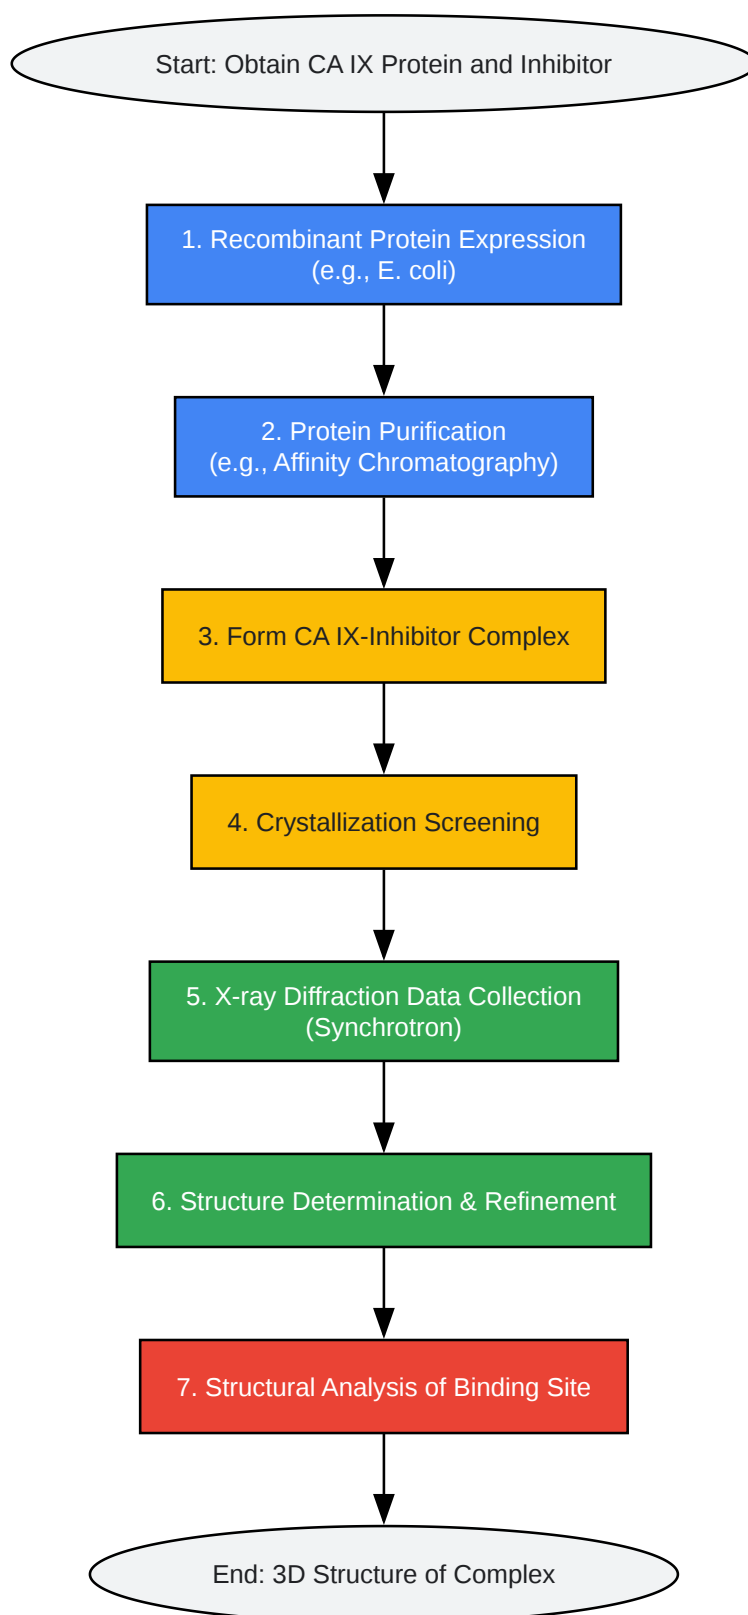 Start: Obtain CA IX Protein and Inhibitor
1. Recombinant Protein Expression
(e.g., E. coli)
2. Protein Purification
(e.g., Affinity Chromatography)
3. Form CA IX-Inhibitor Complex
4. Crystallization Screening
5. X-ray Diffraction Data Collection
(Synchrotron)
6. Structure Determination & Refinement
7. Structural Analysis of Binding Site
End: 3D Structure of Complex